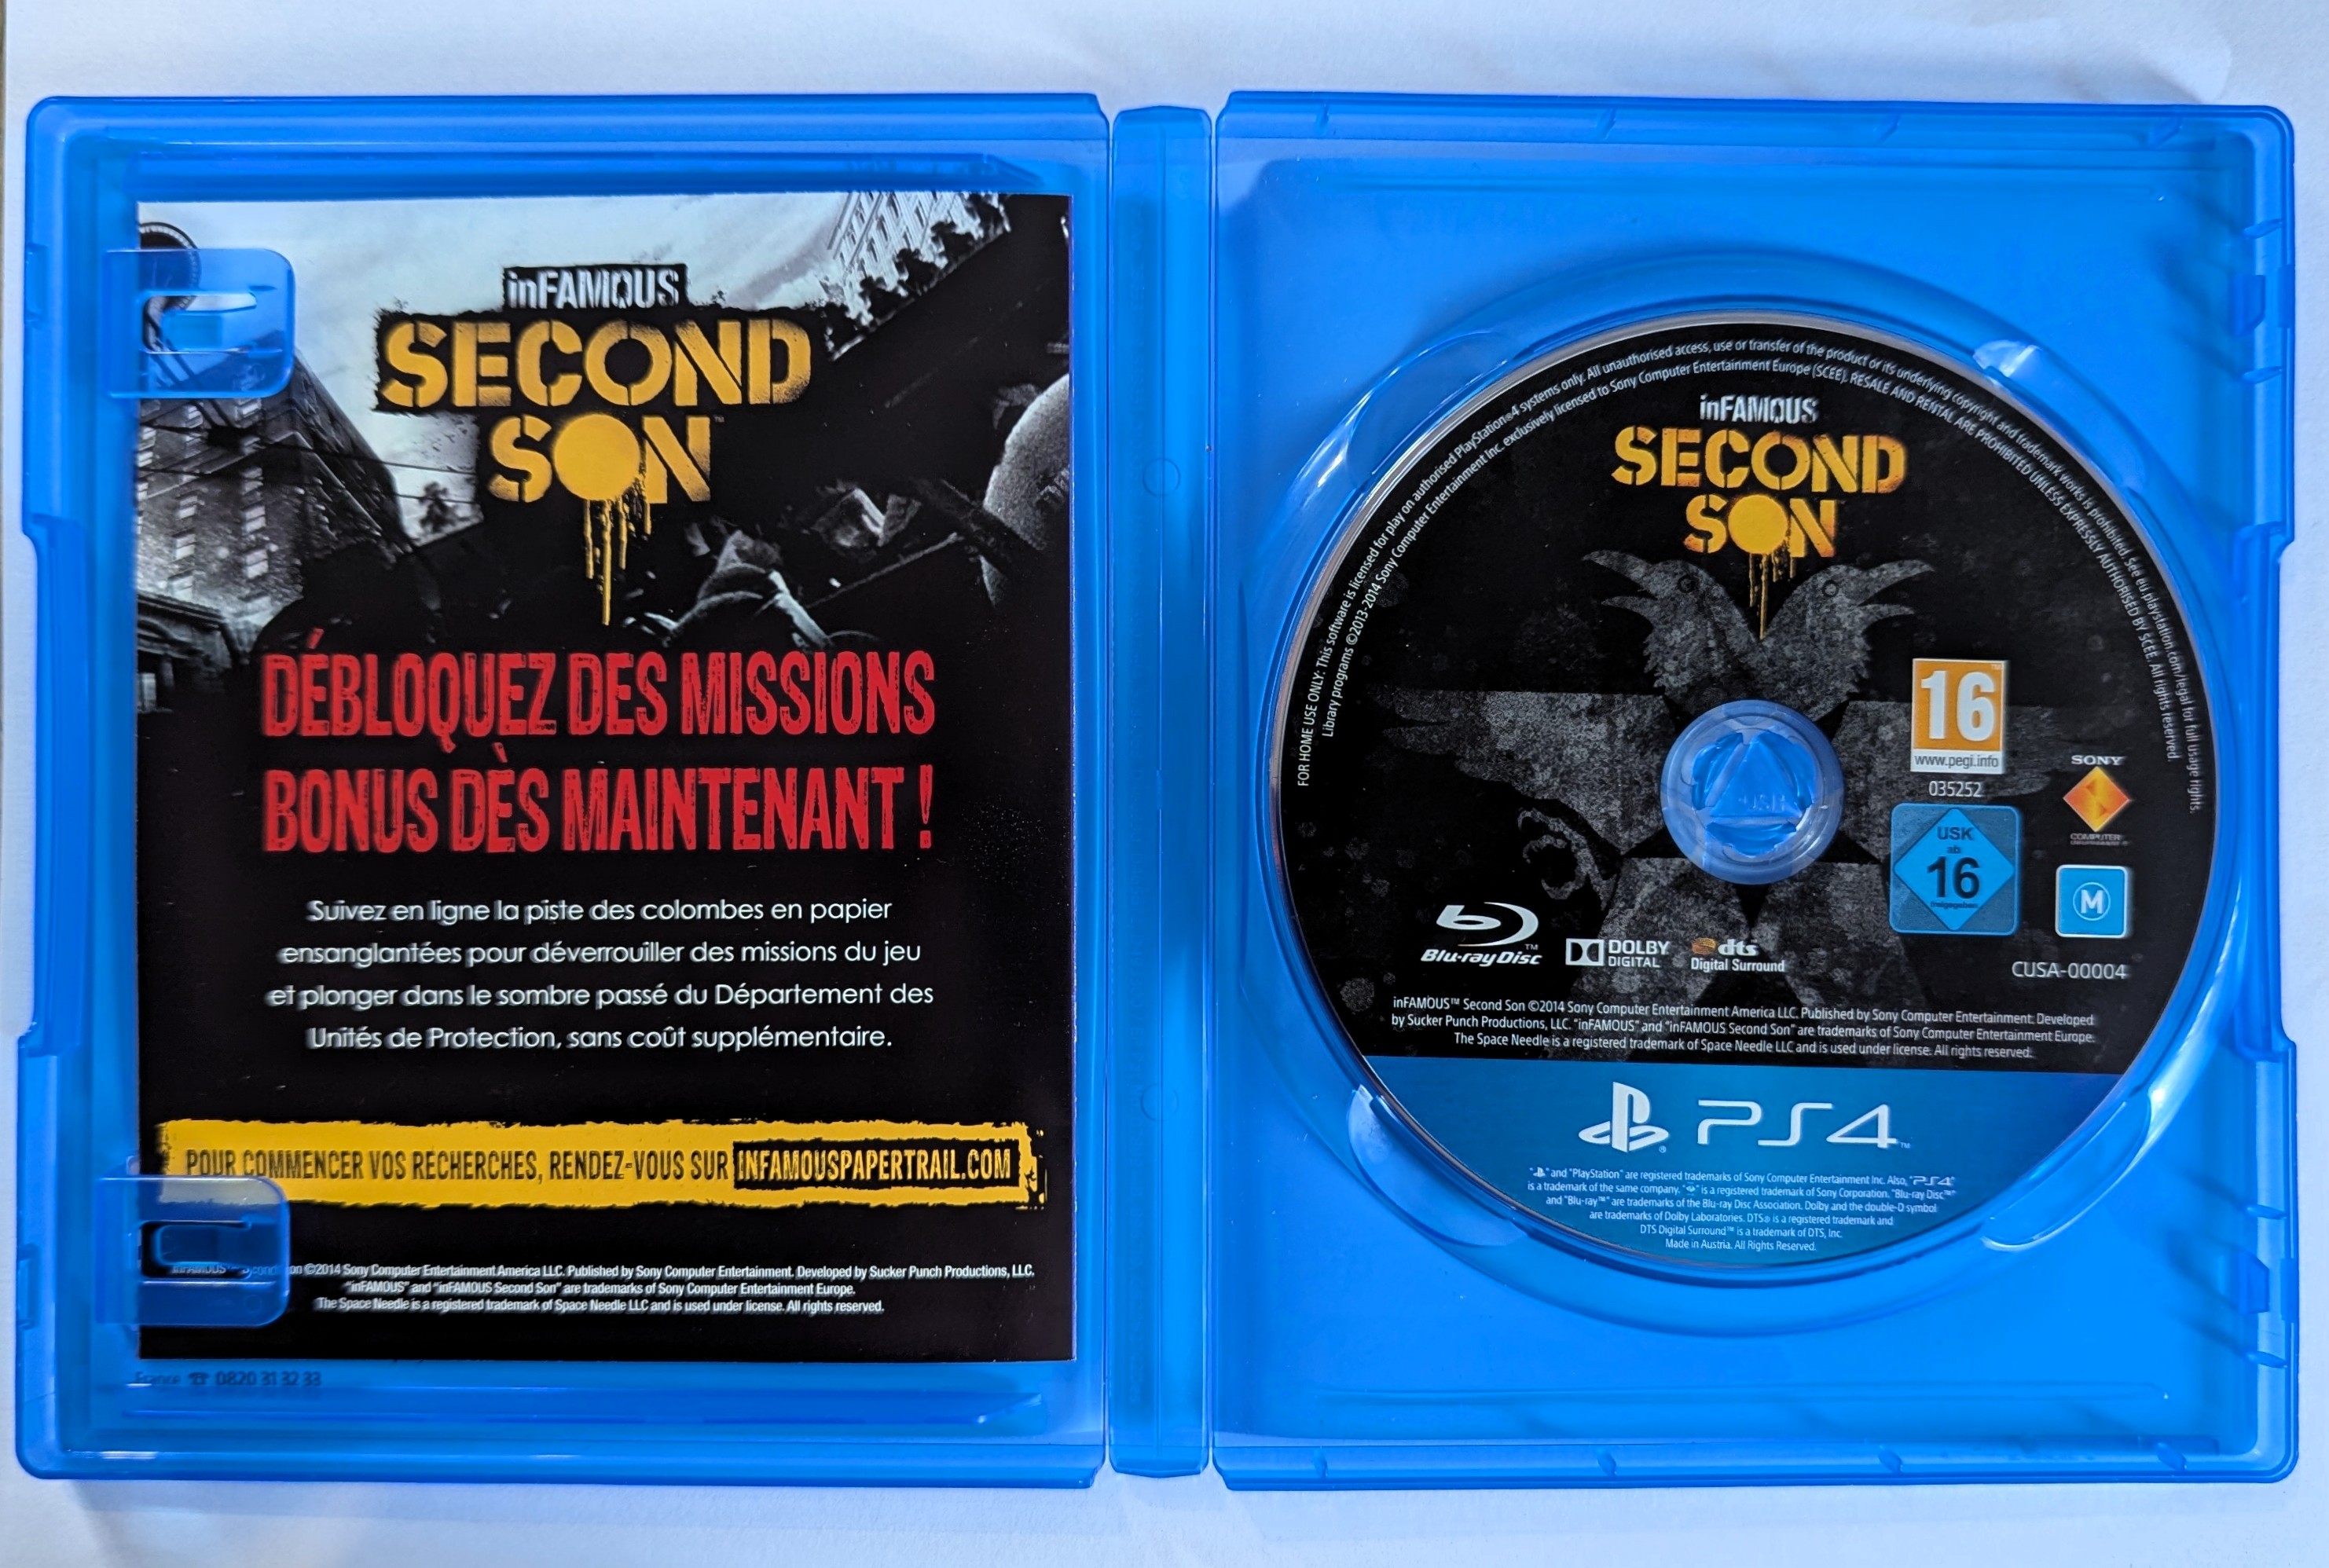 inFAMOUS
SECOND
SON™
DÉBLOQUEZ DES MISSIONS
BONUS DÈS MAINTENANT !
Suivez en ligne la piste des colombes en papier
ensanglantées pour déverrouiller des missions du jeu
et plonger dans le sombre passé du Département des
Unités de Protection, sans coût supplémentaire.
POUR COMMENCER VOS RECHERCHES, RENDEZ-VOUS SUR INFAMOUSPAPERTRAIL.COM
©2014 Sony Computer Entertainment America LLC. Published by Sony Computer Entertainment. Developed by Sucker Punch Productions, LLC.
"inFAMOUS" and "inFAMOUS Second Son" are trademarks of Sony Computer Entertainment Europe.
The Space Needle is a registered trademark of Space Needle LLC and is used under license. All rights reserved.
France ☎ 0820 31 32 33
FOR HOME USE ONLY: This software is licensed for play on authorised PlayStation®4 systems only. All unauthorised access, use or transfer of the product or its underlying copyright and trademark works is prohibited. See eu.playstation.com/legal for full usage rights.
Library programs ©2013-2014 Sony Computer Entertainment Inc. exclusively licensed to Sony Computer Entertainment Europe (SCEE). RESALE AND RENTAL ARE PROHIBITED UNLESS EXPRESSLY AUTHORISED BY SCEE. All rights reserved.
inFAMOUS
SECOND
SON
16
www.pegi.info
035252
SONY
COMPUTER
USK
ab
16
freigegeben
M
Blu-ray Disc™
DOLBY
DIGITAL
dts
Digital Surround
CUSA-00004
inFAMOUS™ Second Son ©2014 Sony Computer Entertainment America LLC. Published by Sony Computer Entertainment. Developed
by Sucker Punch Productions, LLC. "inFAMOUS" and "inFAMOUS Second Son" are trademarks of Sony Computer Entertainment Europe.
The Space Needle is a registered trademark of Space Needle LLC and is used under license. All rights reserved.
PS4™
" " and "PlayStation" are registered trademarks of Sony Computer Entertainment Inc. Also, "PS4"
is a trademark of the same company. " " is a registered trademark of Sony Corporation. "Blu-ray Disc™"
and "Blu-ray™" are trademarks of the Blu-ray Disc Association. Dolby and the double-D symbol
are trademarks of Dolby Laboratories. DTS® is a registered trademark and
DTS Digital Surround™ is a trademark of DTS, Inc.
Made in Austria. All Rights Reserved.